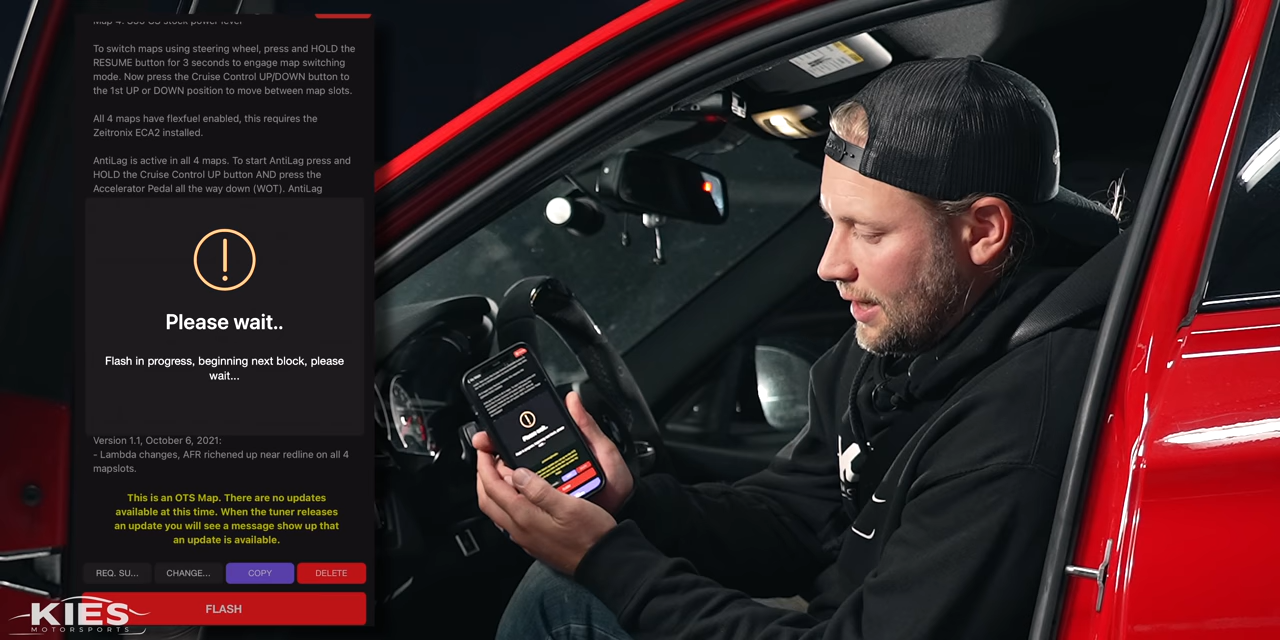 Map 4: S55 CS stock power level
To switch maps using steering wheel, press and HOLD the
RESUME button for 3 seconds to engage map switching
mode. Now press the Cruise Control UP/DOWN button to
the 1st UP or DOWN position to move between map slots.
All 4 maps have flexfuel enabled, this requires the
Zeitronix ECA2 installed.
AntiLag is active in all 4 maps. To start AntiLag press and
HOLD the Cruise Control UP button AND press the
Accelerator Pedal all the way down (WOT). AntiLag
Please wait..
Flash in progress, beginning next block, please
wait...
Version 1.1, October 6, 2021:
- Lambda changes, AFR richened up near redline on all 4
mapslots.
This is an OTS Map. There are no updates
available at this time. When the tuner releases
an update you will see a message show up that
an update is available.
REQ. SU... CHANGE... COPY DELETE
FLASH
KIES
MOTORSPORTS